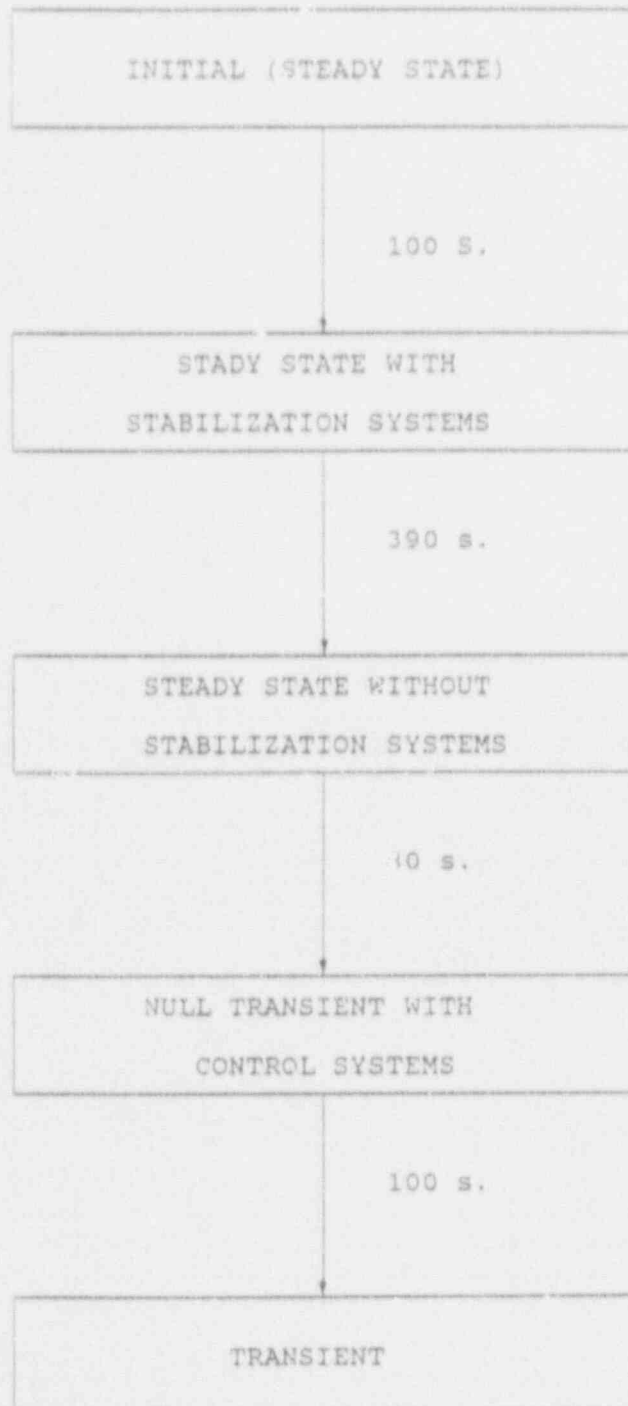 INITIAL (STEADY STATE)
100 S.
STADY STATE WITH
STABILIZATION SYSTEMS
390 s.
STEADY STATE WITHOUT
STABILIZATION SYSTEMS
s.
NULL TRANSIENT WITH
CONTROL SYSTEMS
100 s.
TRANSIENT